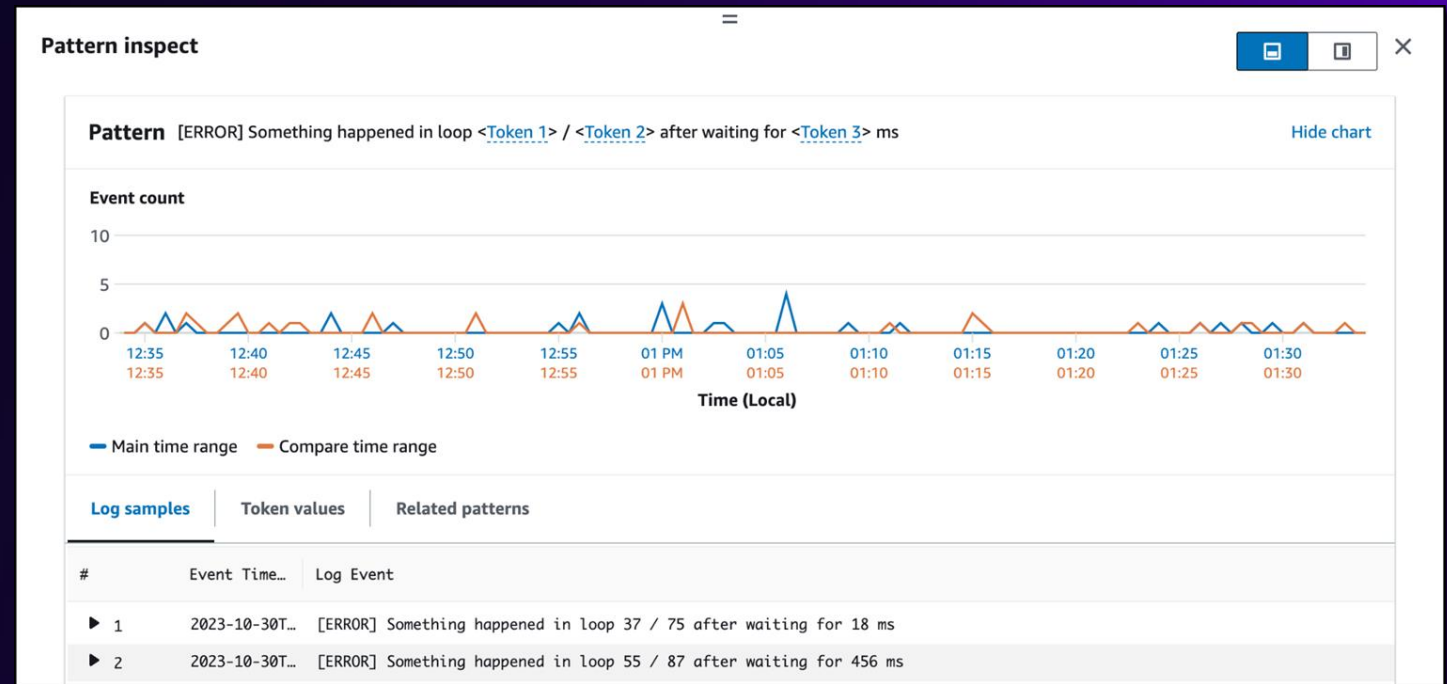 Pattern inspect
Pattern [ERROR] Something happened in loop <Token 1> / <Token 2> after waiting for <Token 3> ms
Hide chart
Event count
10
5
0
12:35 12:40 12:45 12:50 12:55 01 PM 01:05 01:10 01:15 01:20 01:25 01:30
12:35 12:40 12:45 12:50 12:55 01 PM 01:05 01:10 01:15 01:20 01:25 01:30
Time (Local)
Main time range Compare time range
Log samples Token values Related patterns
# Event Time… Log Event
1 2023-10-30T… [ERROR] Something happened in loop 37 / 75 after waiting for 18 ms
2 2023-10-30T… [ERROR] Something happened in loop 55 / 87 after waiting for 456 ms